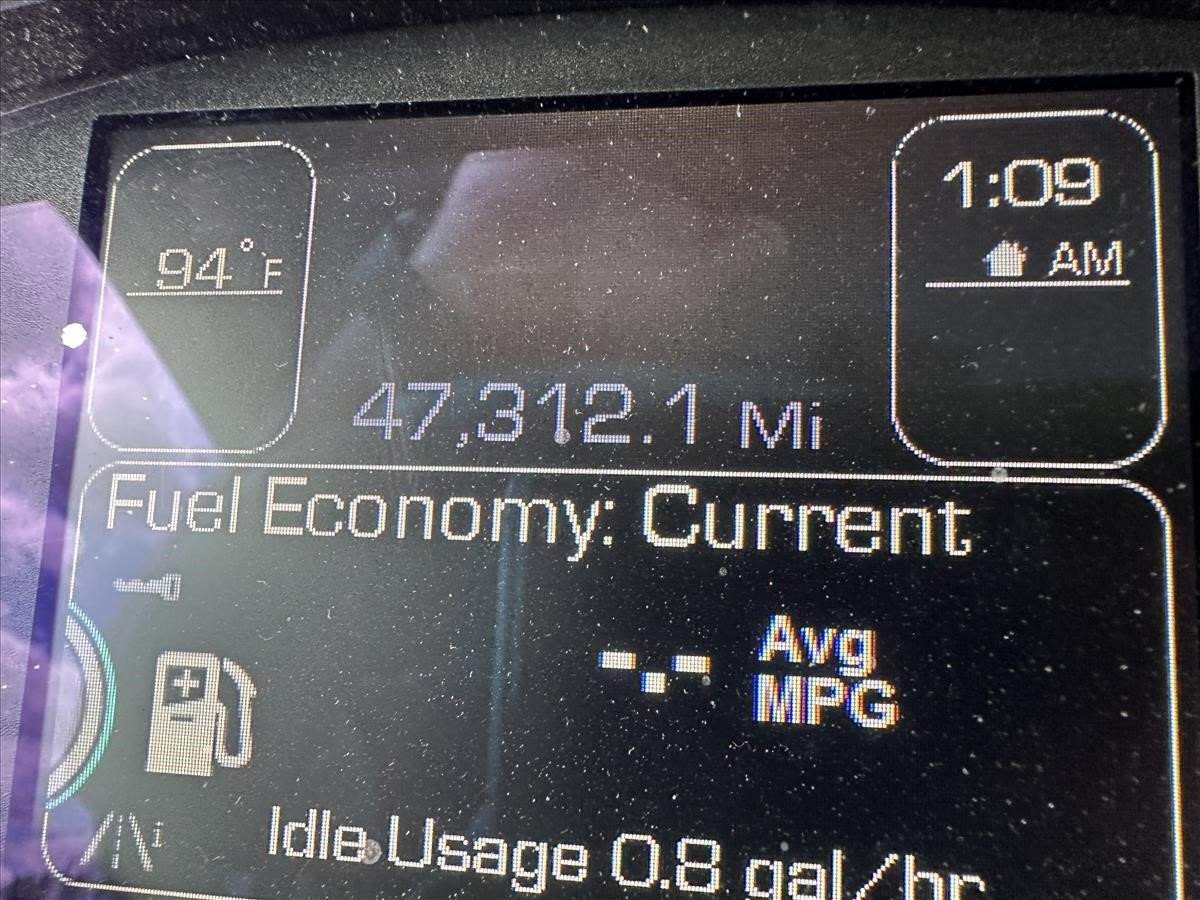 94°F
1:09
AM
47,312.1 Mi
Fuel Economy: Current
-.- Avg
MPG
Idle Usage 0.8 gal/hr